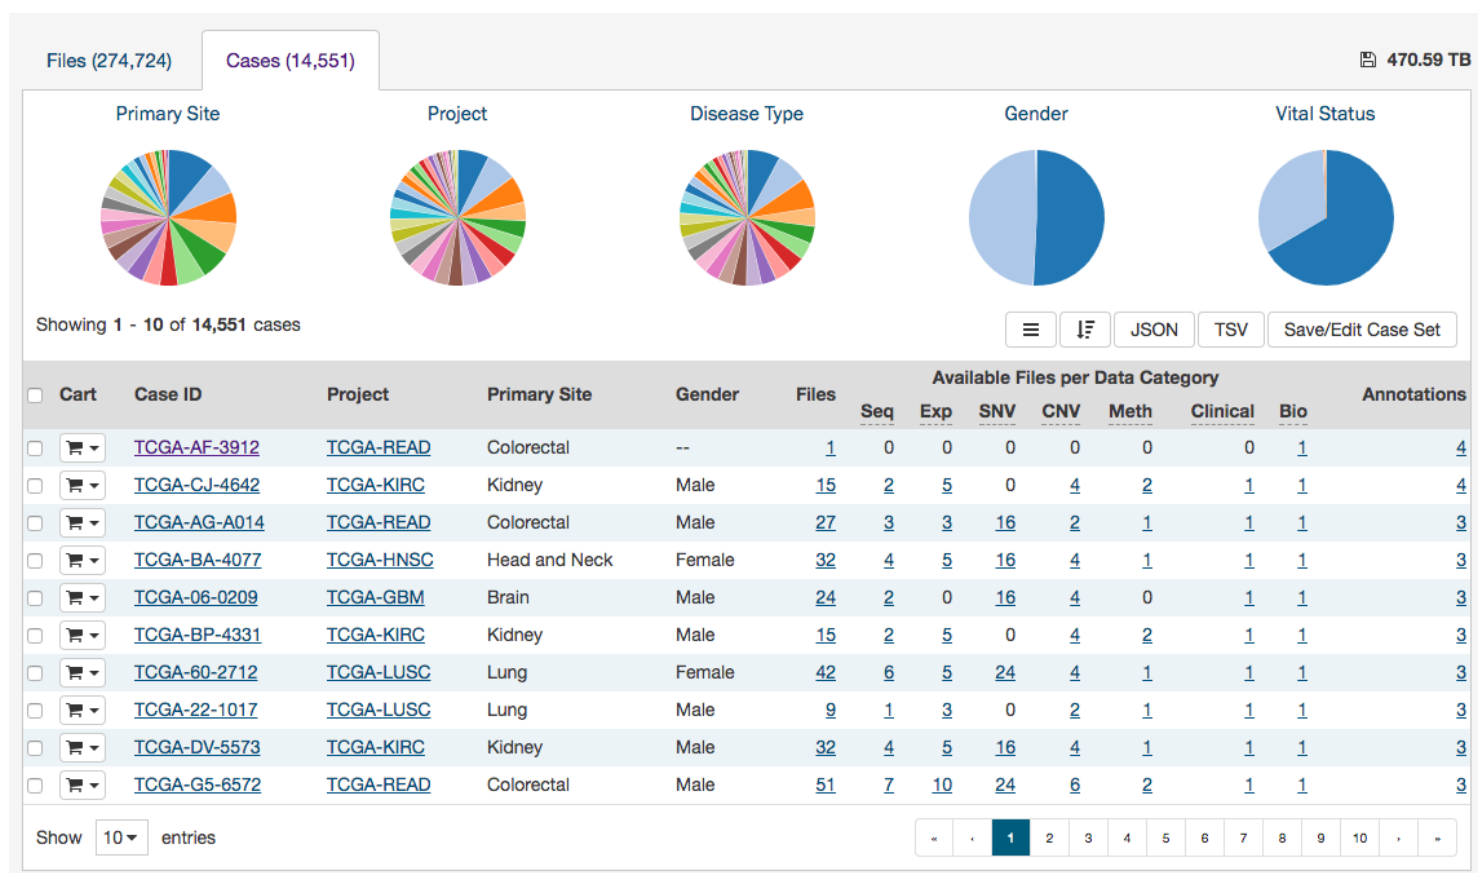 Files (274,724) Cases (14,551) 470.59 TB
Primary Site Project Disease Type Gender Vital Status
Showing 1 - 10 of 14,551 cases
JSON TSV Save/Edit Case Set
Available Files per Data Category
Cart Case ID Project Primary Site Gender Files Annotations
Seq Exp SNV CNV Meth Clinical Bio
TCGA-AF-3912 TCGA-READ Colorectal -- 1 0 0 0 0 0 0 1 4
TCGA-CJ-4642 TCGA-KIRC Kidney Male 15 2 5 0 4 2 1 1 4
TCGA-AG-A014 TCGA-READ Colorectal Male 27 3 3 16 2 1 1 1 3
TCGA-BA-4077 TCGA-HNSC Head and Neck Female 32 4 5 16 4 1 1 1 3
TCGA-06-0209 TCGA-GBM Brain Male 24 2 0 16 4 0 1 1 3
TCGA-BP-4331 TCGA-KIRC Kidney Male 15 2 5 0 4 2 1 1 3
TCGA-60-2712 TCGA-LUSC Lung Female 42 6 5 24 4 1 1 1 3
TCGA-22-1017 TCGA-LUSC Lung Male 9 1 3 0 2 1 1 1 3
TCGA-DV-5573 TCGA-KIRC Kidney Male 32 4 5 16 4 1 1 1 3
TCGA-G5-6572 TCGA-READ Colorectal Male 51 7 10 24 6 2 1 1 3
Show 10 entries « ‹ 1 2 3 4 5 6 7 8 9 10 › »